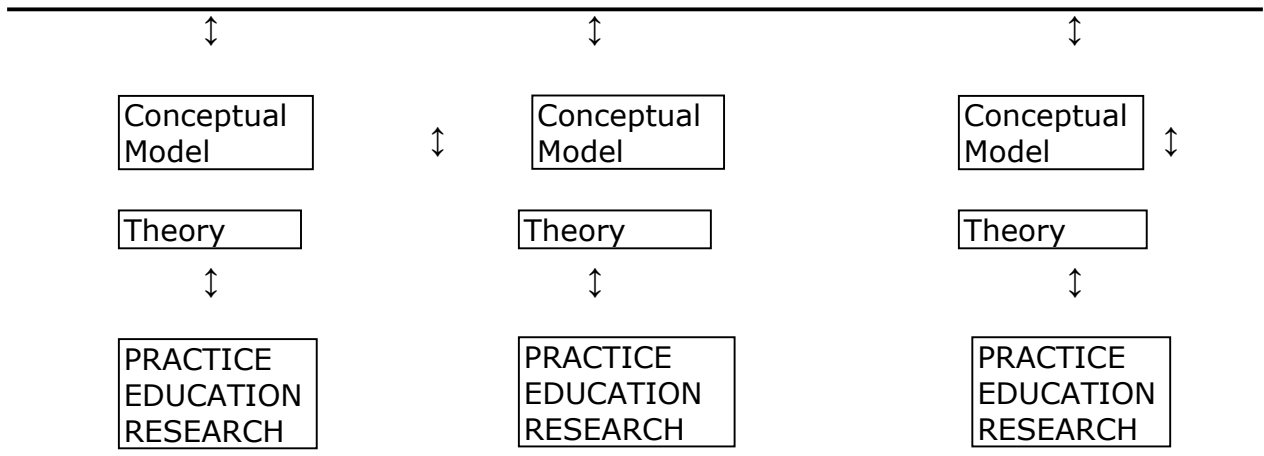 ↕ ↕ ↕
Conceptual
Model
↕
Conceptual
Model
Conceptual
Model
↕
Theory
Theory
Theory
↕ ↕ ↕
PRACTICE
EDUCATION
RESEARCH
PRACTICE
EDUCATION
RESEARCH
PRACTICE
EDUCATION
RESEARCH